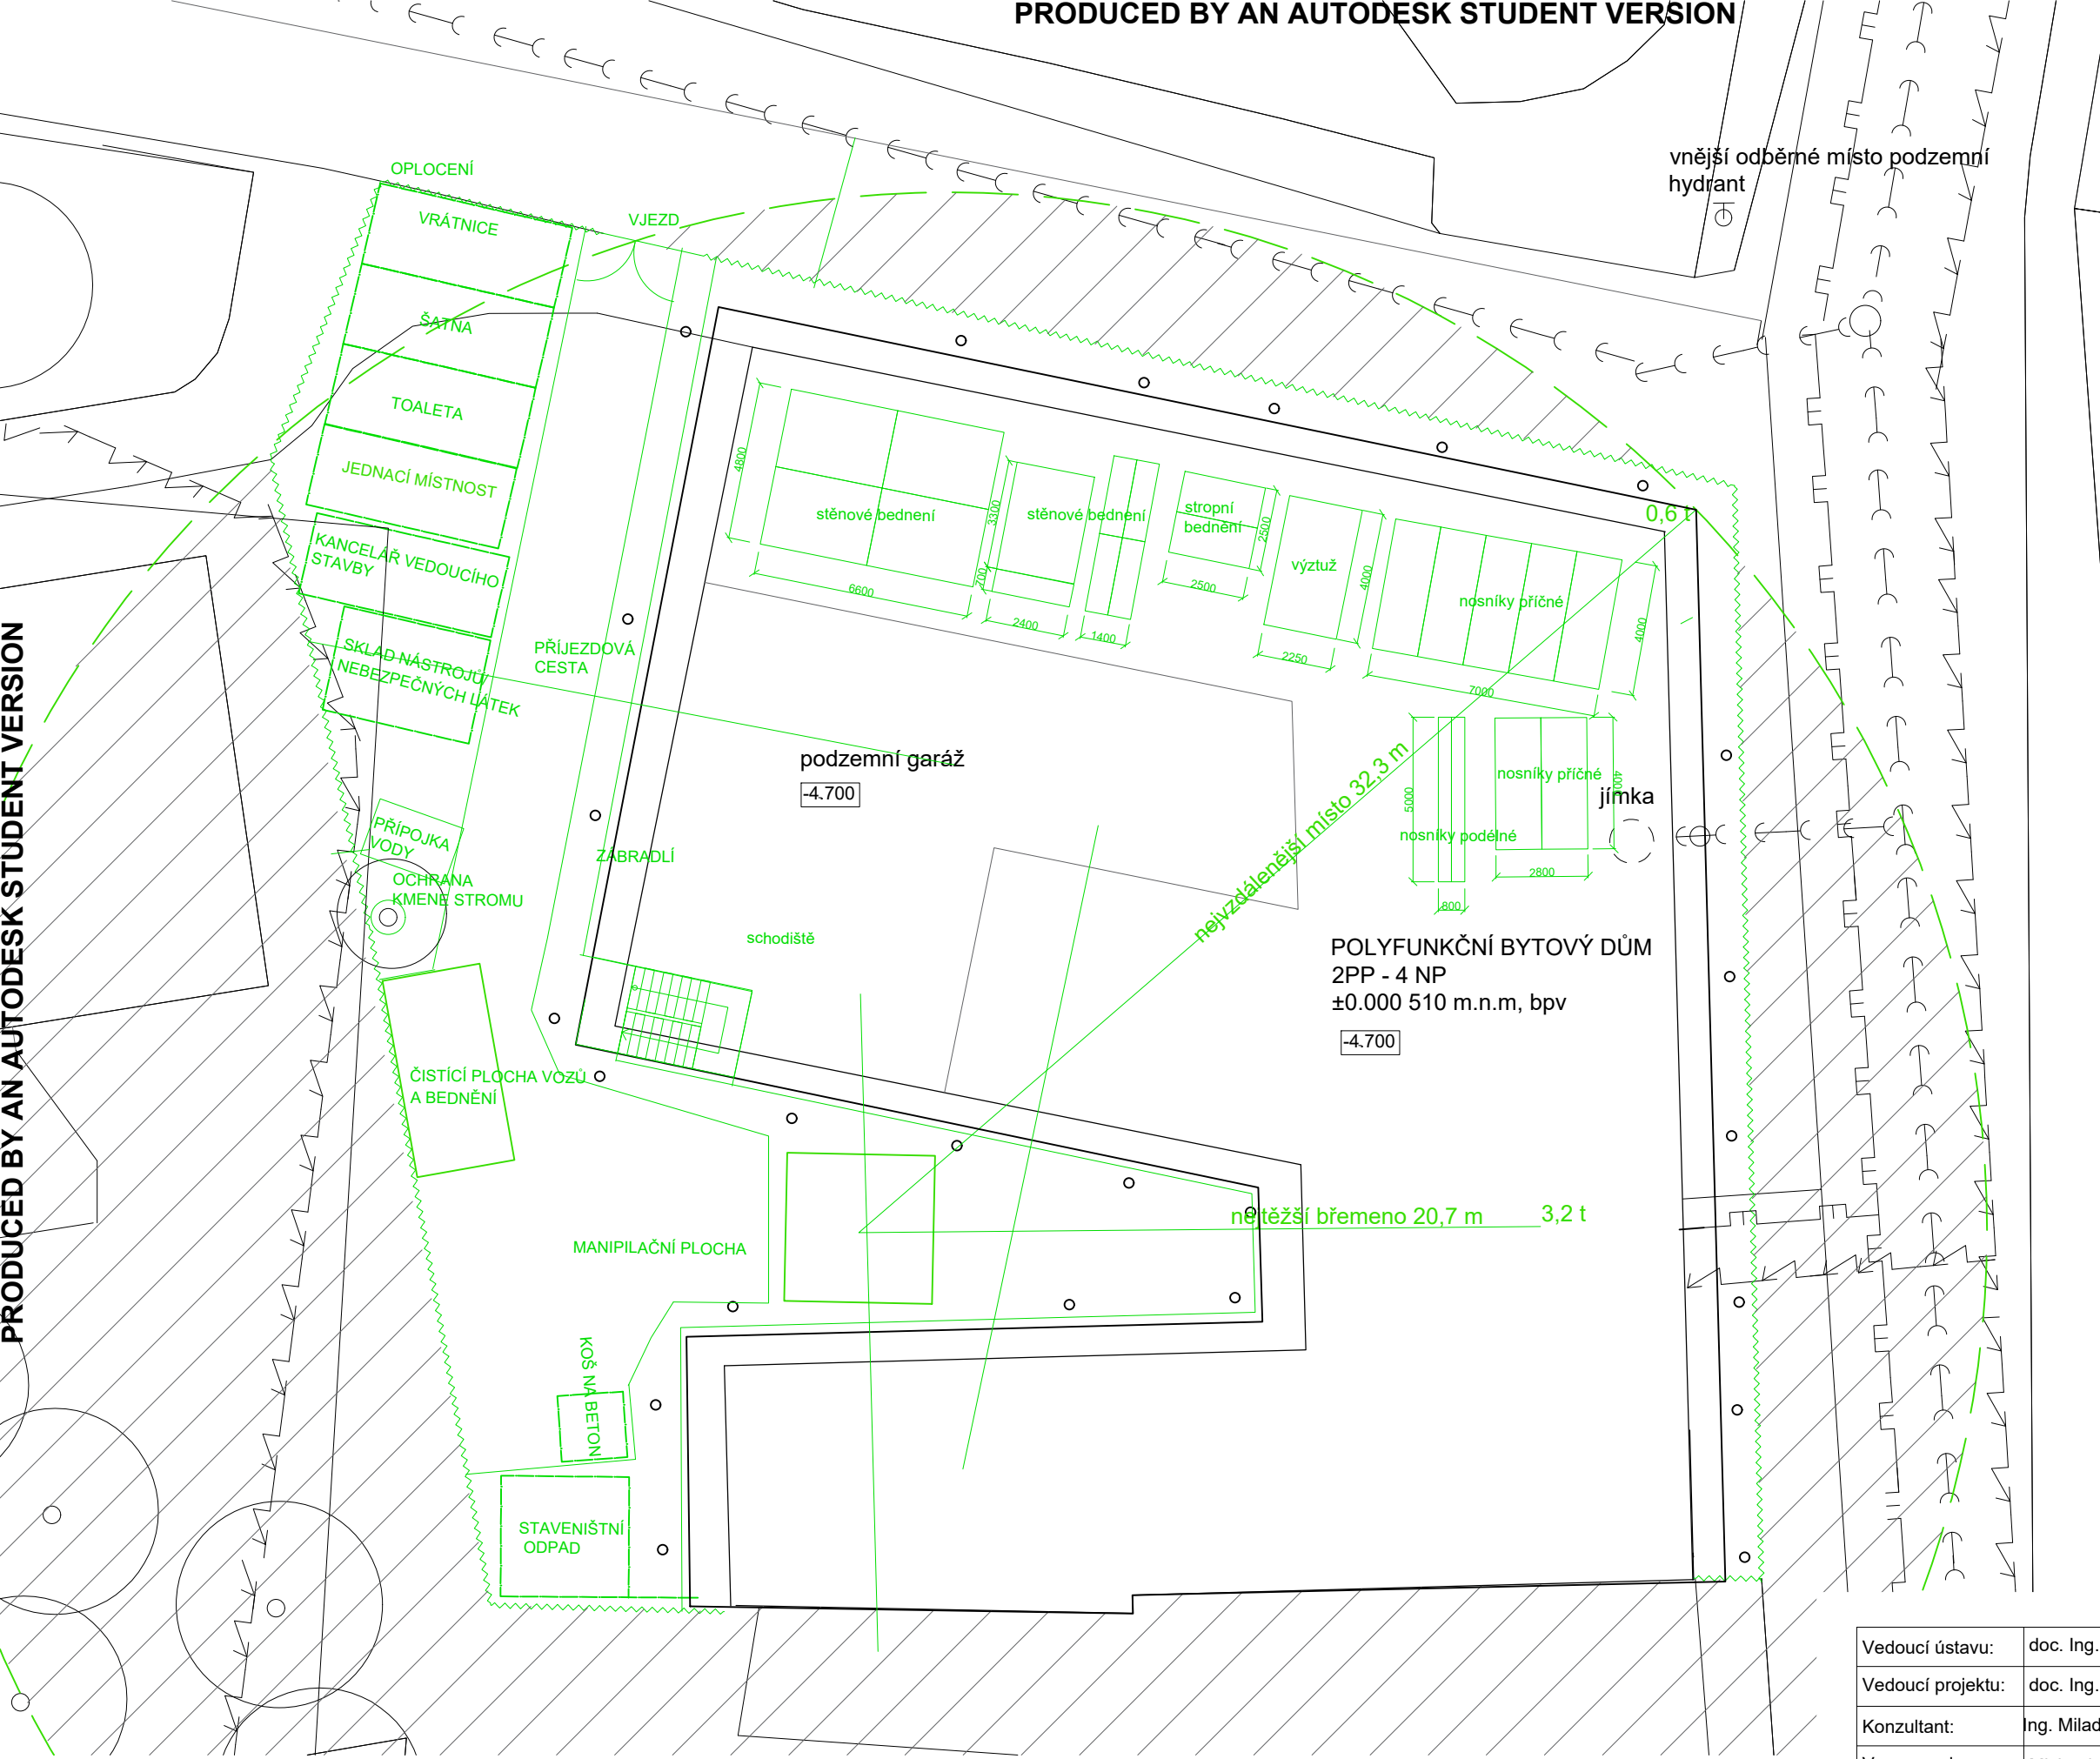 PRODUCED BY AN AUTODESK STUDENT VERSION
vnější odběrné místo podzemní
hydrant
OPLOCENÍ
VRÁTNICE
VJEZD
ŠATNA
TOALETA
JEDNACÍ MÍSTNOST
KANCELÁŘ VEDOUCÍHO
STAVBY
SKLAD NÁSTROJŮ/
NEBEZPEČNÝCH LÁTEK
PŘÍJEZDOVÁ
CESTA
4800
stěnové bednění
6600
3300
700
stěnové bednění
2400
1400
stropní
bednění
2500
2500
výztuž
2250
4000
nosníky příčné
7000
4000
0,6 t
PRODUCED BY AN AUTODESK STUDENT VERSION
podzemní garáž
-4.700
nejvzdálenější místo 32,3 m
5000
nosníky podélné
800
nosníky příčné
4000
2800
jímka
PŘÍPOJKA
VODY
OCHRANA
KMENE STROMU
ZÁBRADLÍ
schodiště
POLYFUNKČNÍ BYTOVÝ DŮM
2PP - 4 NP
±0.000 510 m.n.m, bpv
-4.700
ČISTÍCÍ PLOCHA VOZŮ
A BEDNĚNÍ
MANIPILAČNÍ PLOCHA
nejtěžší břemeno 20,7 m
3,2 t
KOŠ NA BETON
STAVENIŠTNÍ
ODPAD
Vedoucí ústavu: doc. Ing.
Vedoucí projektu: doc. Ing.
Konzultant: Ing. Milad